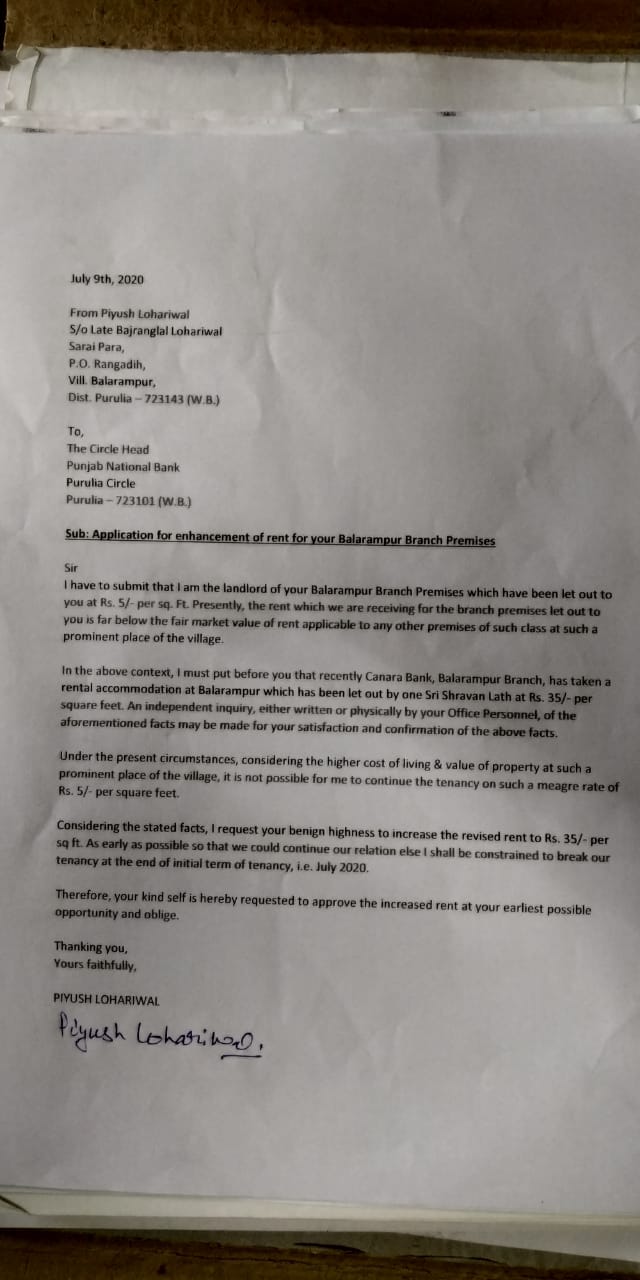 July 9th, 2020
From Piyush Lohariwal
S/o Late Bajranglal Lohariwal
Sarai Para,
P.O. Rangadih,
Vill. Balarampur,
Dist. Purulia – 723143 (W.B.)
To,
The Circle Head
Punjab National Bank
Purulia Circle
Purulia – 723101 (W.B.)
Sub: Application for enhancement of rent for your Balarampur Branch Premises
Sir
I have to submit that I am the landlord of your Balarampur Branch Premises which have been let out to
you at Rs. 5/- per sq. Ft. Presently, the rent which we are receiving for the branch premises let out to
you is far below the fair market value of rent applicable to any other premises of such class at such a
prominent place of the village.
In the above context, I must put before you that recently Canara Bank, Balarampur Branch, has taken a
rental accommodation at Balarampur which has been let out by one Sri Shravan Lath at Rs. 35/- per
square feet. An independent inquiry, either written or physically by your Office Personnel, of the
aforementioned facts may be made for your satisfaction and confirmation of the above facts.
Under the present circumstances, considering the higher cost of living & value of property at such a
prominent place of the village, it is not possible for me to continue the tenancy on such a meagre rate of
Rs. 5/- per square feet.
Considering the stated facts, I request your benign highness to increase the revised rent to Rs. 35/- per
sq ft. As early as possible so that we could continue our relation else I shall be constrained to break our
tenancy at the end of initial term of tenancy, i.e. July 2020.
Therefore, your kind self is hereby requested to approve the increased rent at your earliest possible
opportunity and oblige.
Thanking you,
Yours faithfully,
PIYUSH LOHARIWAL
Piyush Lohariwal.